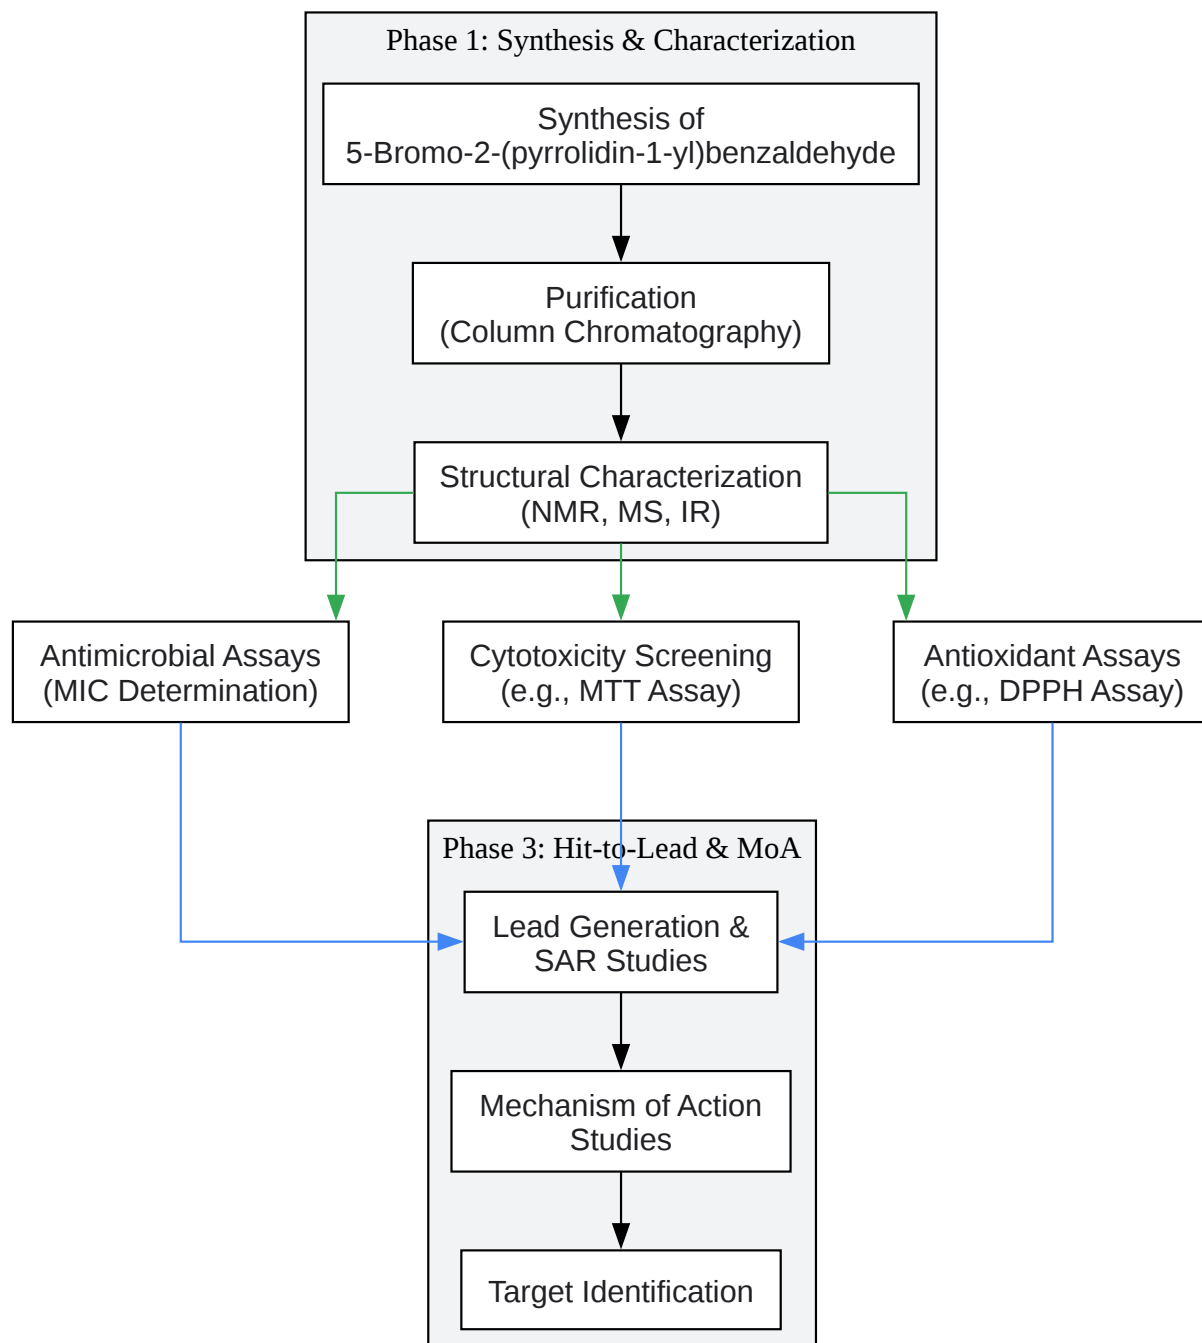 Phase 1: Synthesis & Characterization
Synthesis of
5-Bromo-2-(pyrrolidin-1-yl)benzaldehyde
Purification
(Column Chromatography)
Structural Characterization
(NMR, MS, IR)
Antimicrobial Assays
(MIC Determination)
Cytotoxicity Screening
(e.g., MTT Assay)
Antioxidant Assays
(e.g., DPPH Assay)
Phase 3: Hit-to-Lead & MoA
Lead Generation &
SAR Studies
Mechanism of Action
Studies
Target Identification